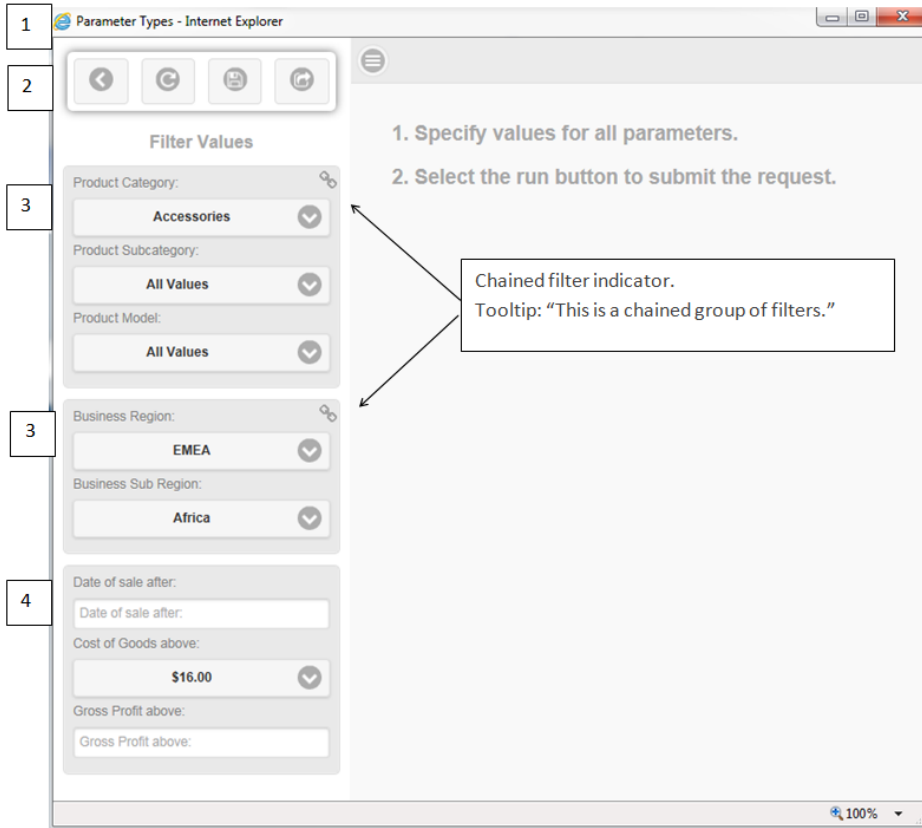 1
Parameter Types - Internet Explorer
2
Filter Values
1. Specify values for all parameters.
2. Select the run button to submit the request.
3
Product Category:
Accessories
Product Subcategory:
All Values
Product Model:
All Values
Chained filter indicator.
Tooltip: “This is a chained group of filters.”
3
Business Region:
EMEA
Business Sub Region:
Africa
4
Date of sale after:
Date of sale after:
Cost of Goods above:
$16.00
Gross Profit above:
Gross Profit above:
100%